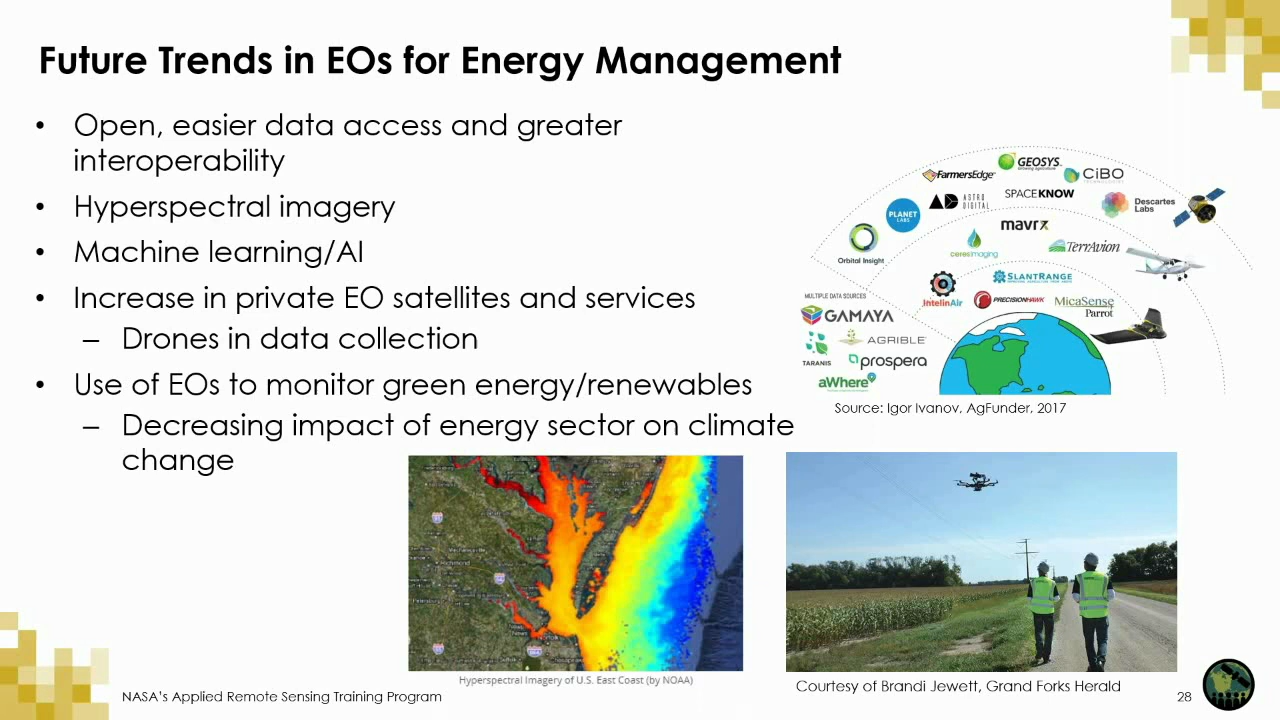 Future Trends in EOs for Energy Management
• Open, easier data access and greater
interoperability
• Hyperspectral imagery
• Machine learning/AI
• Increase in private EO satellites and services
– Drones in data collection
• Use of EOs to monitor green energy/renewables
– Decreasing impact of energy sector on climate
change
GEOSYS
FarmersEdge
CiBO
ASTRO
DIGITAL
SPACEKNOW
Descartes
Labs
PLANET
LABS
mavrx
Orbital Insight
ceresimaging
TERRAVION
IntelinAir
SLANTRANGE
PRECISIONHAWK
MicaSense
Parrot
MULTIPLE DATA SOURCES
GAMAYA
AGRIBLE
TARANIS
prospera
aWhere
Source: Igor Ivanov, AgFunder, 2017
Richmond
Norfolk
Hyperspectral Imagery of U.S. East Coast (by NOAA)
Courtesy of Brandi Jewett, Grand Forks Herald
NASA's Applied Remote Sensing Training Program
28